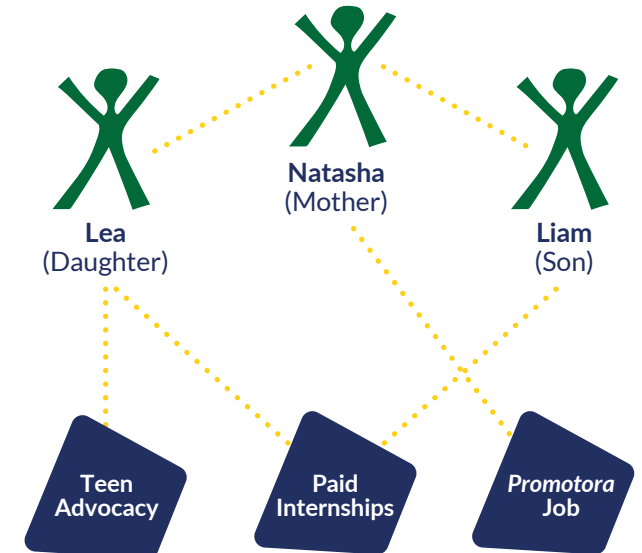 Natasha
(Mother)
Lea
(Daughter)
Liam
(Son)
Teen
Advocacy
Paid
Internships
Promotora
Job